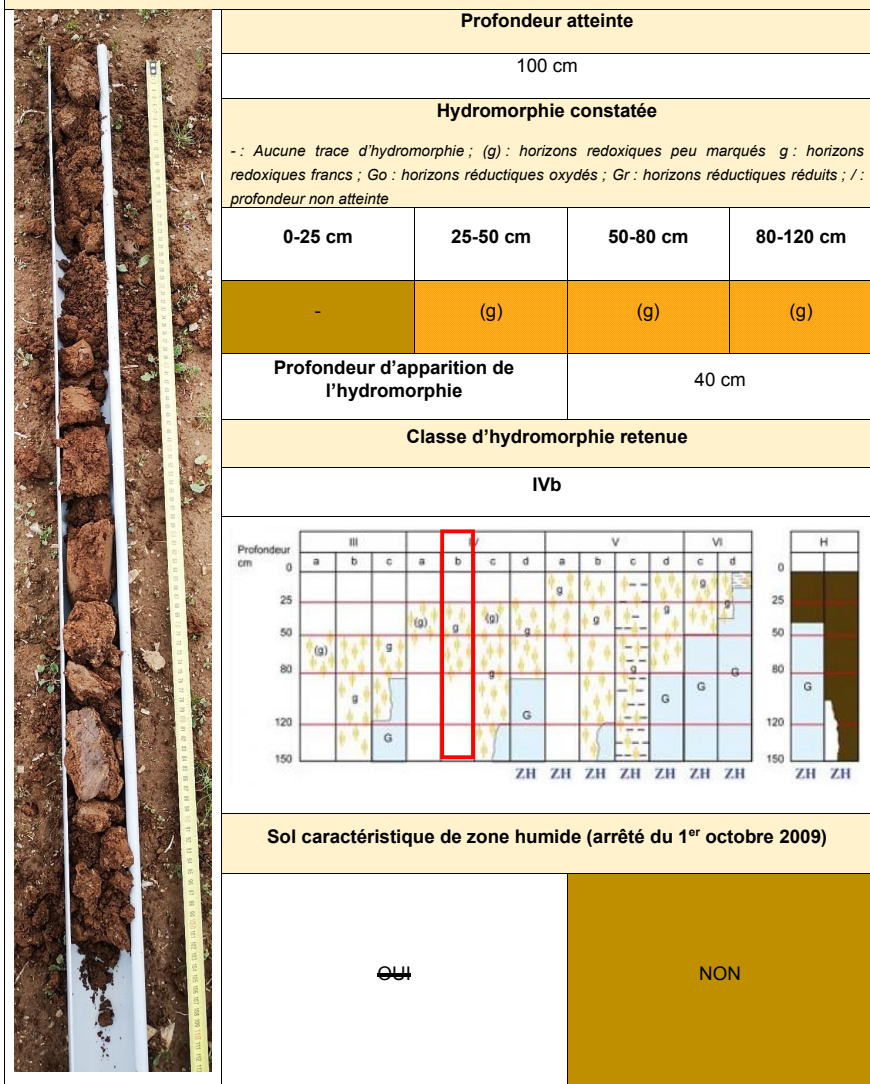 Profondeur atteinte
100 cm
Hydromorphie constatée
- : Aucune trace d'hydromorphie ; (g) : horizons redoxiques peu marqués g : horizons
redoxiques francs ; Go : horizons réductiques oxydés ; Gr : horizons réductiques réduits ; / :
profondeur non atteinte
0-25 cm 25-50 cm 50-80 cm 80-120 cm
- (g) (g) (g)
Profondeur d'apparition de
l'hydromorphie
40 cm
Classe d'hydromorphie retenue
IVb
Profondeur
cm
III IV V VI H
a b c a b c d a b c d c d
0 0
g g
25 25
(g) g (g) g g g g
50 50
(g) g g
80 80
g g g G G G G
G G
120 120
G
150 150
ZH ZH ZH ZH ZH ZH ZH ZH ZH
Sol caractéristique de zone humide (arrêté du 1er octobre 2009)
OUI NON